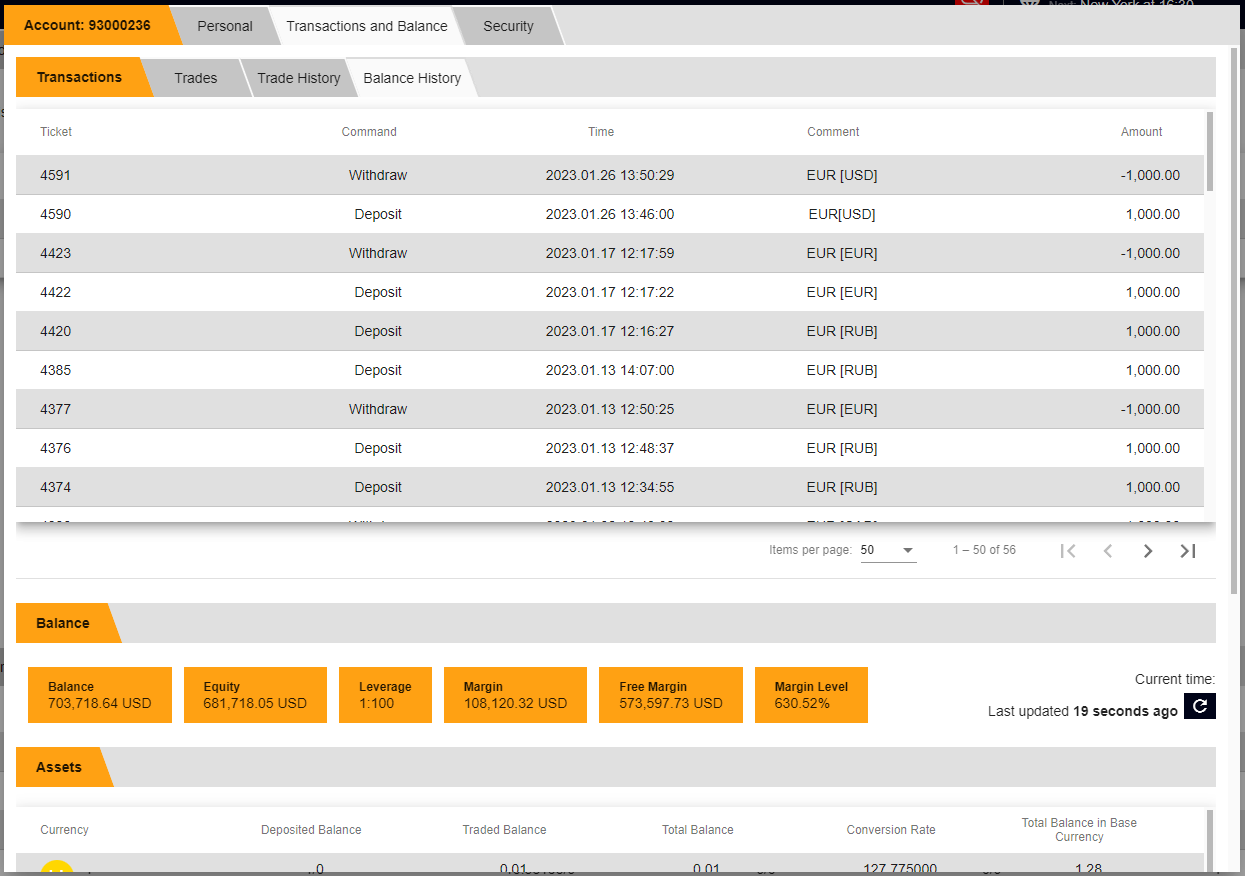 Next: New York at 16:30
Account: 93000236 Personal Transactions and Balance Security
Transactions Trades Trade History Balance History
Ticket Command Time Comment Amount
4591 Withdraw 2023.01.26 13:50:29 EUR [USD] -1,000.00
4590 Deposit 2023.01.26 13:46:00 EUR[USD] 1,000.00
4423 Withdraw 2023.01.17 12:17:59 EUR [EUR] -1,000.00
4422 Deposit 2023.01.17 12:17:22 EUR [EUR] 1,000.00
4420 Deposit 2023.01.17 12:16:27 EUR [RUB] 1,000.00
4385 Deposit 2023.01.13 14:07:00 EUR [RUB] 1,000.00
4377 Withdraw 2023.01.13 12:50:25 EUR [EUR] -1,000.00
4376 Deposit 2023.01.13 12:48:37 EUR [RUB] 1,000.00
4374 Deposit 2023.01.13 12:34:55 EUR [RUB] 1,000.00
Items per page: 50 1 – 50 of 56
Balance
Balance Equity Leverage Margin Free Margin Margin Level
703,718.64 USD 681,718.05 USD 1:100 108,120.32 USD 573,597.73 USD 630.52%
Current time:
Last updated 19 seconds ago
Assets
Currency Deposited Balance Traded Balance Total Balance Conversion Rate Total Balance in Base
Currency
0 0.01 0.01 127.775000 1.28